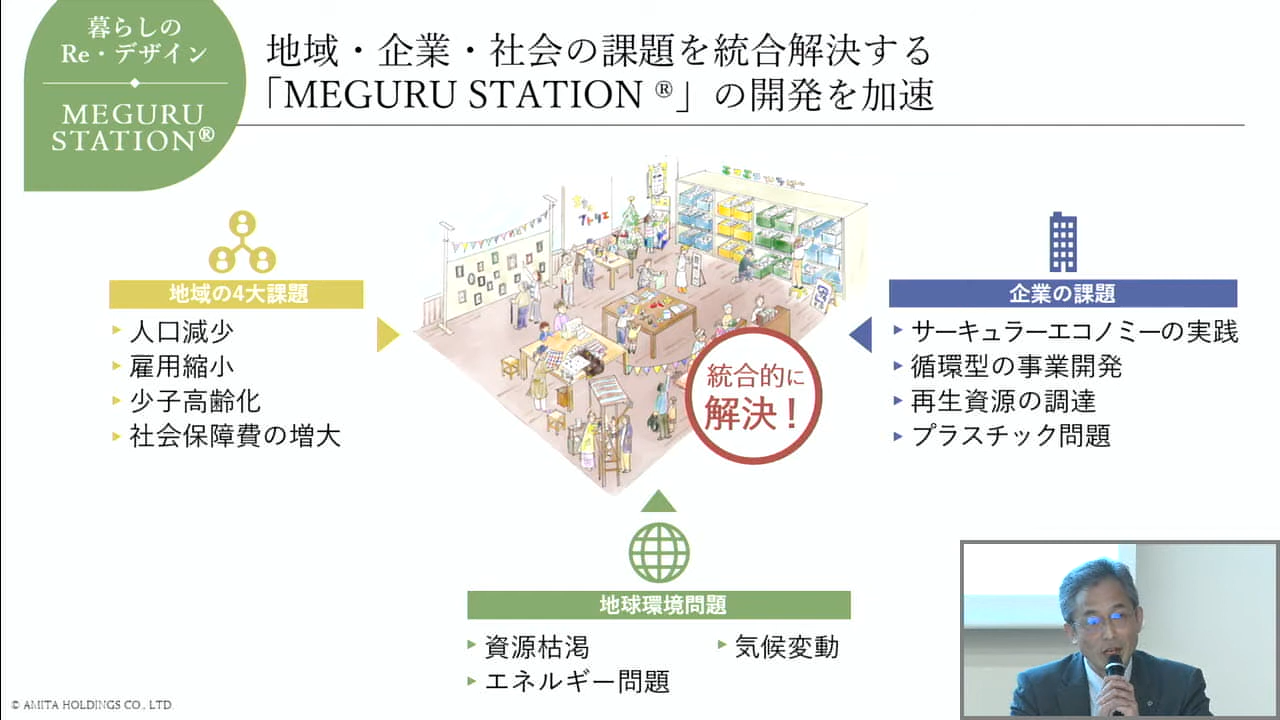 暮らしの
Re・デザイン
MEGURU
STATION®
地域・企業・社会の課題を統合解決する
「MEGURU STATION ®」の開発を加速
地域の4大課題
人口減少
雇用縮小
少子高齢化
社会保障費の増大
アトリエ
統合的に
解決！
企業の課題
サーキュラーエコノミーの実践
循環型の事業開発
再生資源の調達
プラスチック問題
地球環境問題
資源枯渇
気候変動
エネルギー問題
© AMITA HOLDINGS CO., LTD.